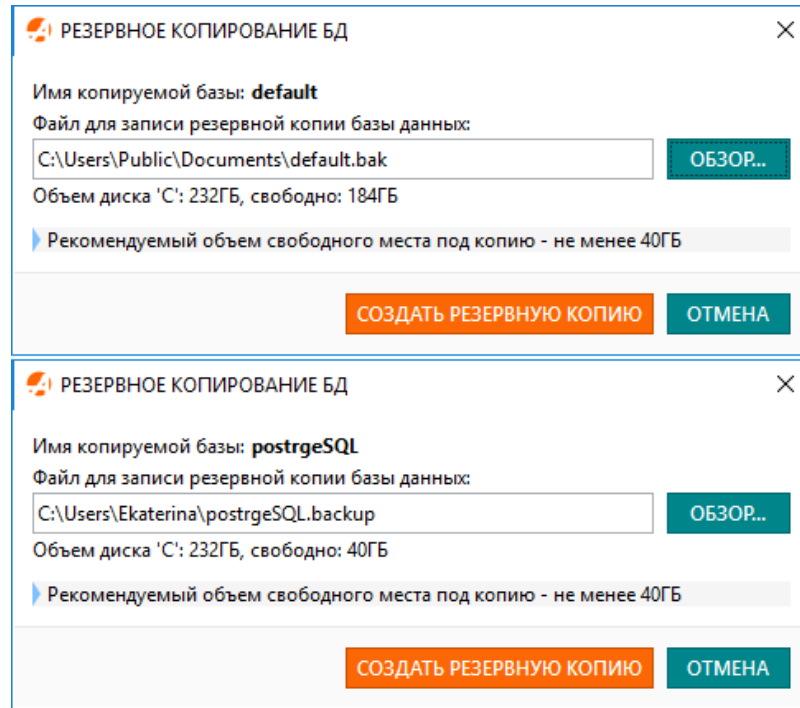 РЕЗЕРВНОЕ КОПИРОВАНИЕ БД
Имя копируемой базы: default
Файл для записи резервной копии базы данных:
C:\Users\Public\Documents\default.bak
ОБЗОР...
Объем диска 'C': 232ГБ, свободно: 184ГБ
Рекомендуемый объем свободного места под копию - не менее 40ГБ
СОЗДАТЬ РЕЗЕРВНУЮ КОПИЮ
ОТМЕНА
РЕЗЕРВНОЕ КОПИРОВАНИЕ БД
Имя копируемой базы: postrgeSQL
Файл для записи резервной копии базы данных:
C:\Users\Ekaterina\postrgeSQL.backup
ОБЗОР...
Объем диска 'C': 232ГБ, свободно: 40ГБ
Рекомендуемый объем свободного места под копию - не менее 40ГБ
СОЗДАТЬ РЕЗЕРВНУЮ КОПИЮ
ОТМЕНА